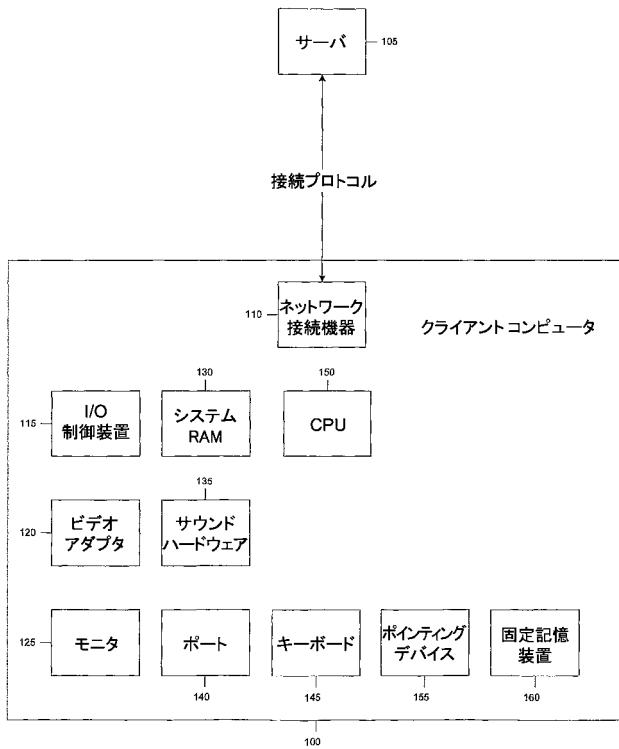 サーバ
105
接続プロトコル
ネットワーク
接続機器
110
クライアント コンピュータ
130
150
I/O
制御装置
115
システム
RAM
CPU
135
ビデオ
アダプタ
120
サウンド
ハードウェア
モニタ
125
ポート
キーボード
ポインティング
デバイス
固定記憶
装置
140
145
155
160
100